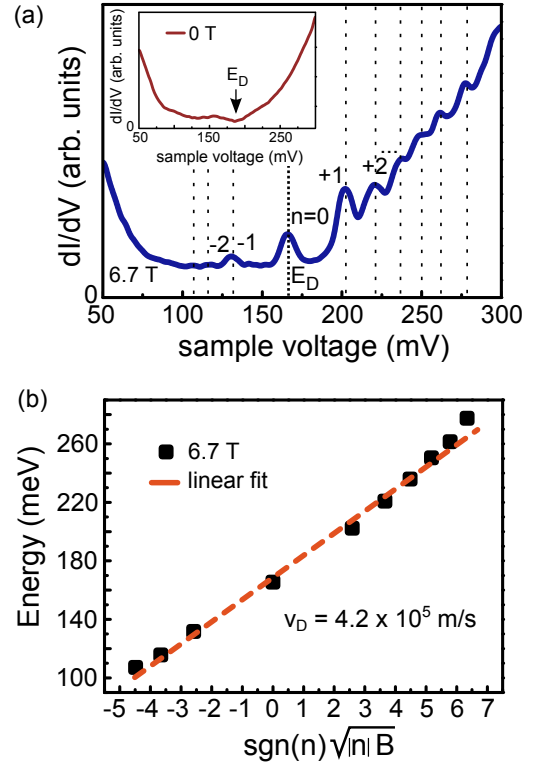 (a)
dI/dV (arb. units)
0 T
E_D
dI/dV (arb. units)
0
50 150 250
sample voltage (mV)
+1
+2
n=0
-2 -1
E_D
6.7 T
0
50 100 150 200 250 300
sample voltage (mV)
(b)
Energy (meV)
260
220
180
140
100
6.7 T
linear fit
v_D = 4.2 x 10^5 m/s
-5 -4 -3 -2 -1 0 1 2 3 4 5 6 7
sgn(n)√|n|B